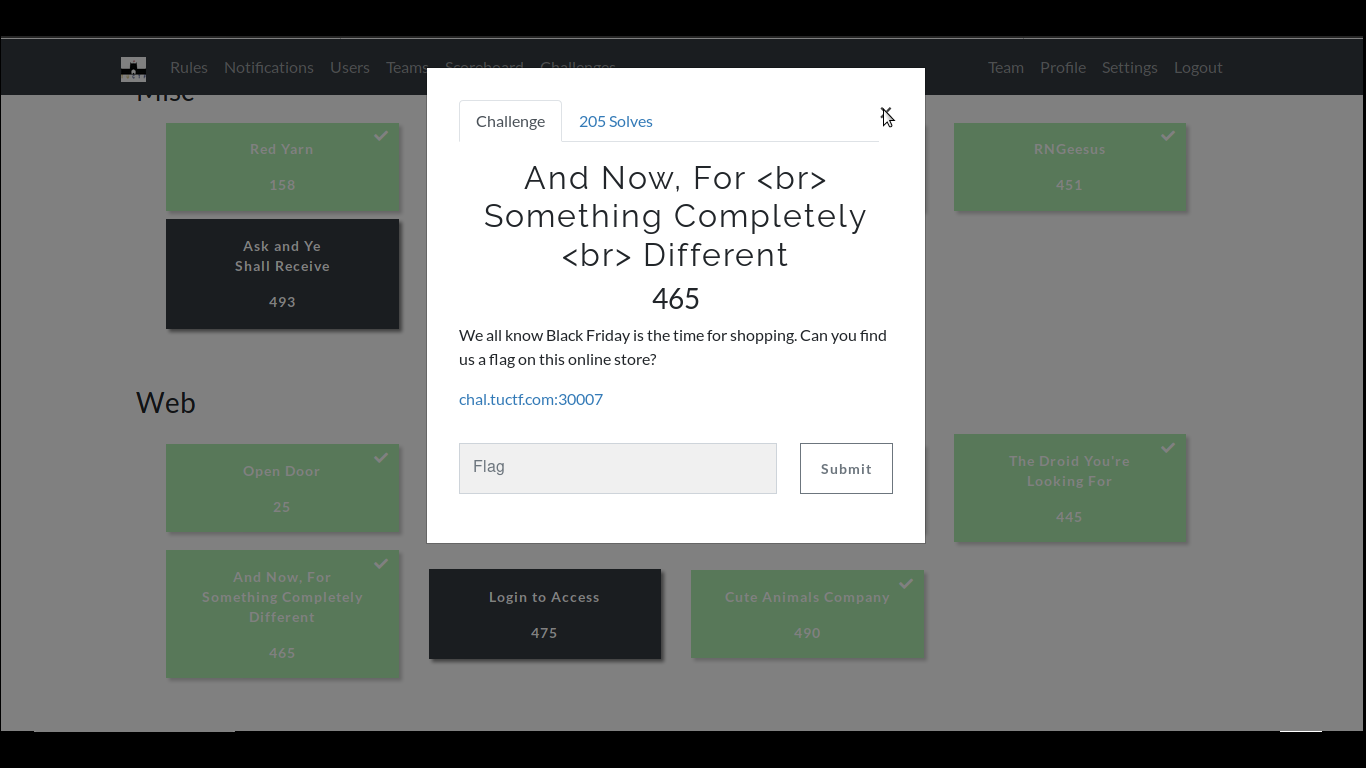 Rules Notifications Users Teams Scoreboard Challenges Team Profile Settings Logout
Misc
Challenge 205 Solves
And Now, For <br>
Something Completely
<br> Different
465
We all know Black Friday is the time for shopping. Can you find
us a flag on this online store?
chal.tuctf.com:30007
Flag
Submit
Red Yarn
158
RNGeesus
451
Ask and Ye
Shall Receive
493
Web
Open Door
25
The Droid You're
Looking For
445
And Now, For
Something Completely
Different
465
Login to Access
475
Cute Animals Company
490